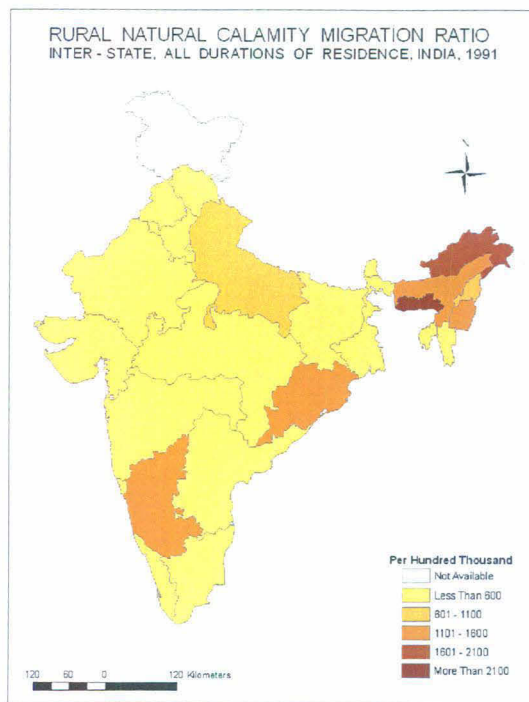 RURAL NATURAL CALAMITY MIGRATION RATIO
INTER - STATE, ALL DURATIONS OF RESIDENCE, INDIA, 1991
N
Per Hundred Thousand
Not Available
Less Than 600
601 - 1100
1101 - 1600
1601 - 2100
More Than 2100
120 60 0 120 Kilometers